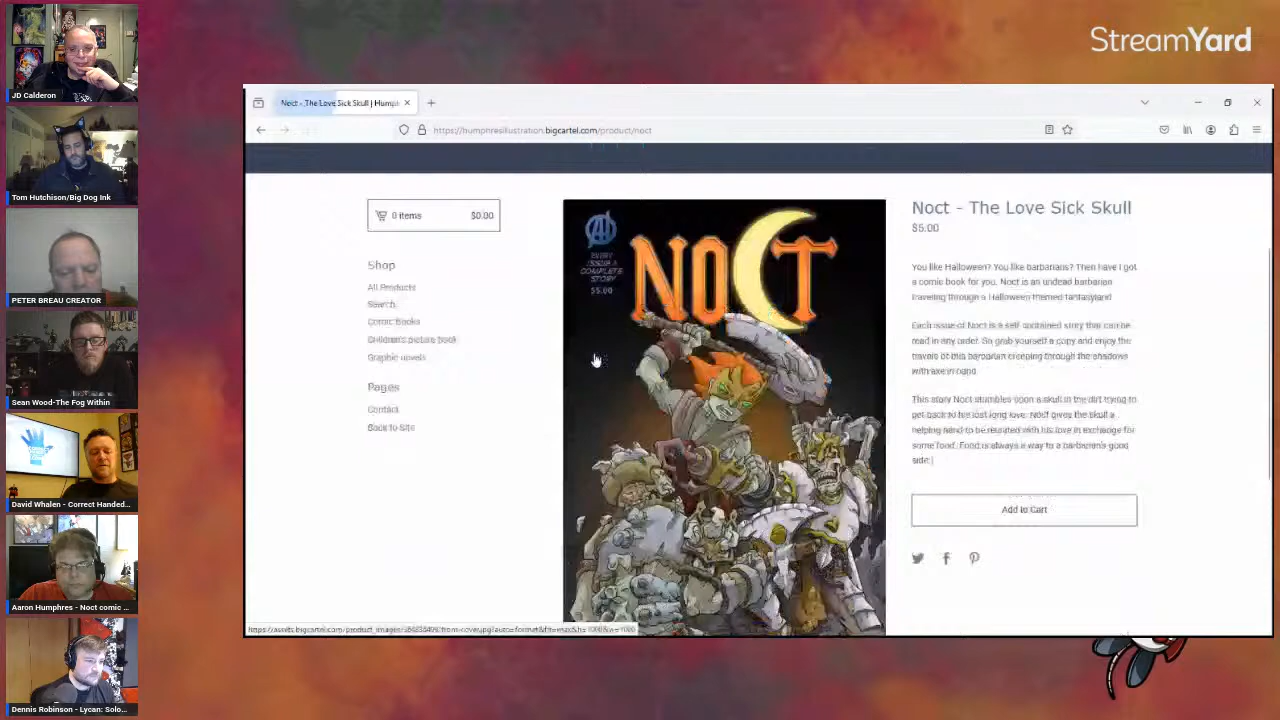 StreamYard
JD Calderon
Tom Hutchison/Big Dog Ink
PETER BREAU CREATOR
Sean Wood-The Fog Within
David Whalen - Correct Handed...
Aaron Humphres - Noct comic ...
Dennis Robinson - Lycan: Solo...
Noct - The Love Sick Skull | Humph
https://humphresillustration.bigcartel.com/product/noct
0 items
$0.00
Shop
All Products
Search
Comic Books
Children's picture book
Graphic novels
Pages
Contact
Back to Site
EVERY
ISSUE A
COMPLETE
STORY
$5.00
NOCT
Noct - The Love Sick Skull
$5.00
You like Halloween? You like barbarians? Then have I got
a comic book for you. Noct is an undead barbarian
traveling through a Halloween themed fantasyland
Each issue of Noct is a self contained story that can be
read in any order. So grab yourself a copy and enjoy the
travels of this barbarian creeping through the shadows
with axe in hand
This story Noct stumbles upon a skull in the dirt trying to
get back to his lost long love. Noct gives the skull a
helping hand to be reunited with his love in exchange for
some food. Food is always a way to a barbarian's good
side
Add to Cart